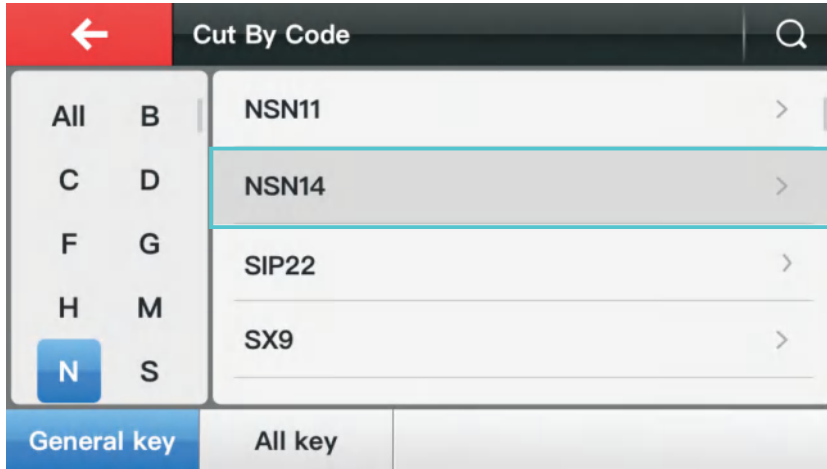 Cut By Code
All B
C D
F G
H M
N S
NSN11
NSN14
SIP22
SX9
General key
All key